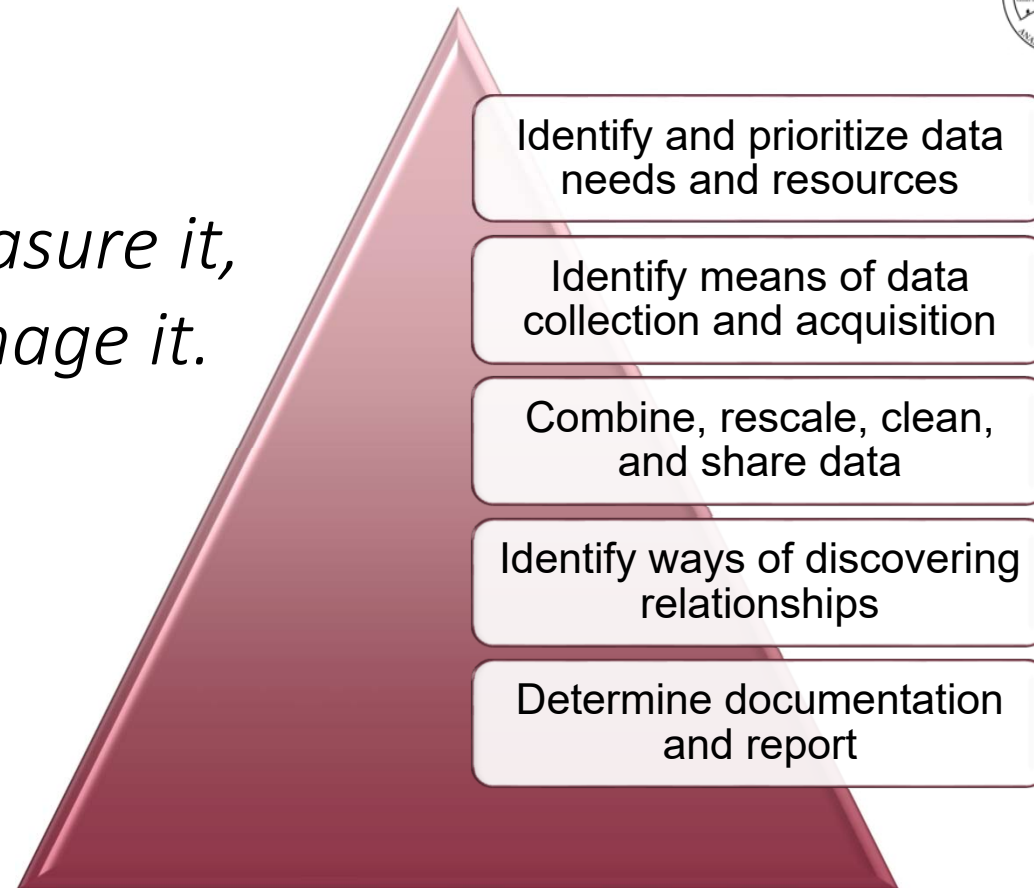 asure it,
nage it.
Identify and prioritize data
needs and resources
Identify means of data
collection and acquisition
Combine, rescale, clean,
and share data
Identify ways of discovering
relationships
Determine documentation
and report